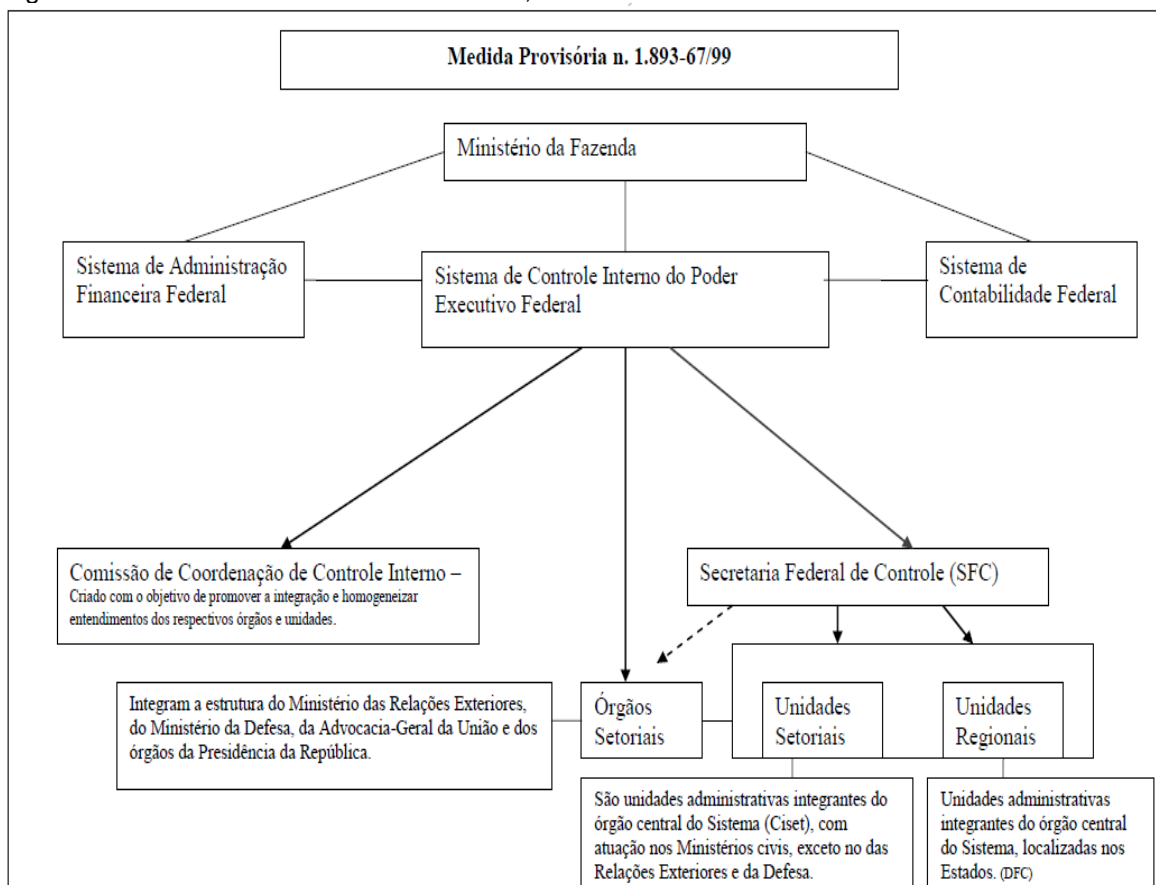 Medida Provisória n. 1.893-67/99
Ministério da Fazenda
Sistema de Administração
Financeira Federal
Sistema de Controle Interno do Poder
Executivo Federal
Sistema de
Contabilidade Federal
Comissão de Coordenação de Controle Interno –
Criado com o objetivo de promover a integração e homogeneizar
entendimentos dos respectivos órgãos e unidades.
Secretaria Federal de Controle (SFC)
Integram a estrutura do Ministério das Relações Exteriores,
do Ministério da Defesa, da Advocacia-Geral da União e dos
órgãos da Presidência da República.
Órgãos
Setoriais
Unidades
Setoriais
Unidades
Regionais
São unidades administrativas integrantes do
órgão central do Sistema (Ciset), com
atuação nos Ministérios civis, exceto no das
Relações Exteriores e da Defesa.
Unidades administrativas
integrantes do órgão central
do Sistema, localizadas nos
Estados. (DFC)